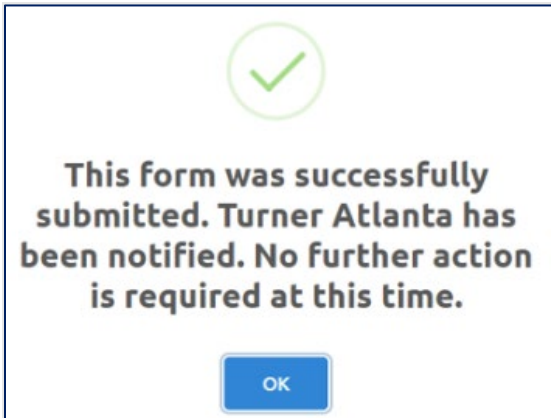 This form was successfully
submitted. Turner Atlanta has
been notified. No further action
is required at this time.
OK